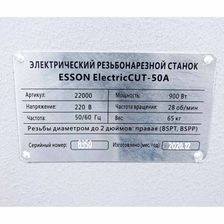 ЭЛЕКТРИЧЕСКИЙ РЕЗЬБОНАРЕЗНОЙ СТАНОК
ESSON ElectricCUT-50A
Артикул: 22000 Мощность: 900 Вт
Напряжение: 220 В Частота вращения: 28 об/мин
Частота: 50/60 Гц Вес: 65 кг
Резьбы диаметром до 2 дюймов: правая (BSPT, BSPP)
Серийный номер: Изготовлено (мес, год) 2020.12